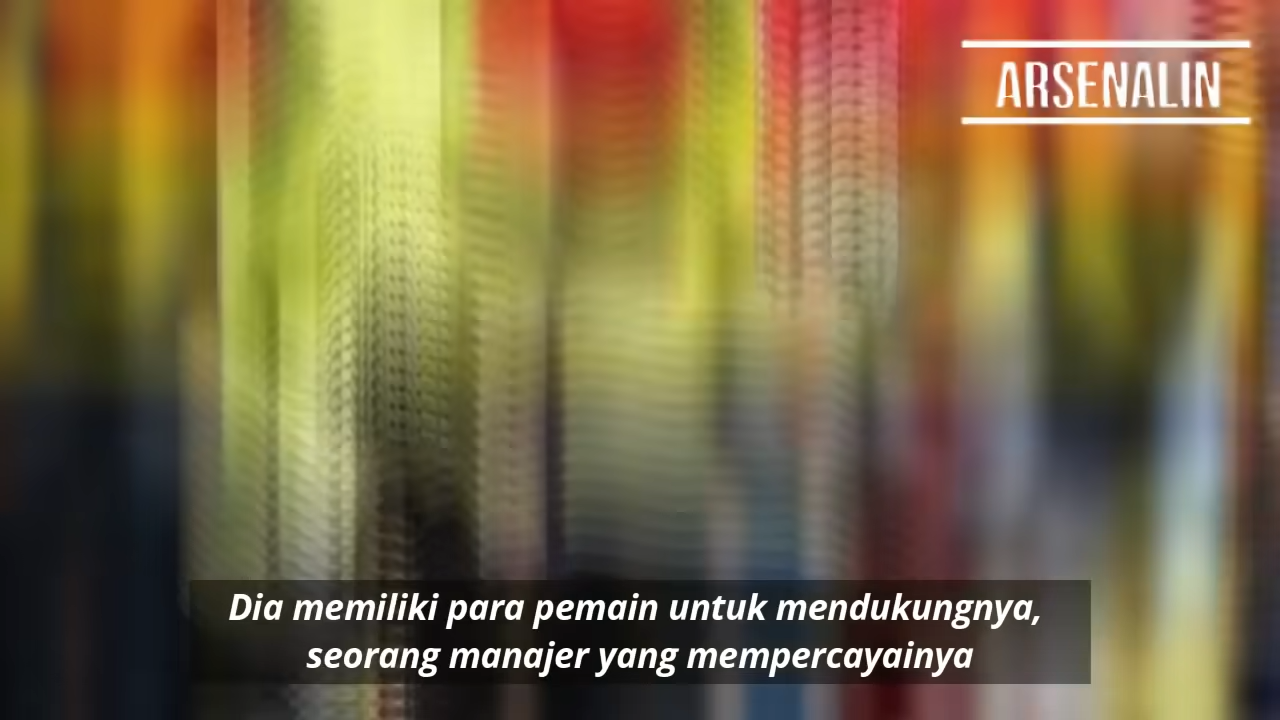 ARSENALIN
Dia memiliki para pemain untuk mendukungnya,
seorang manajer yang mempercayainya